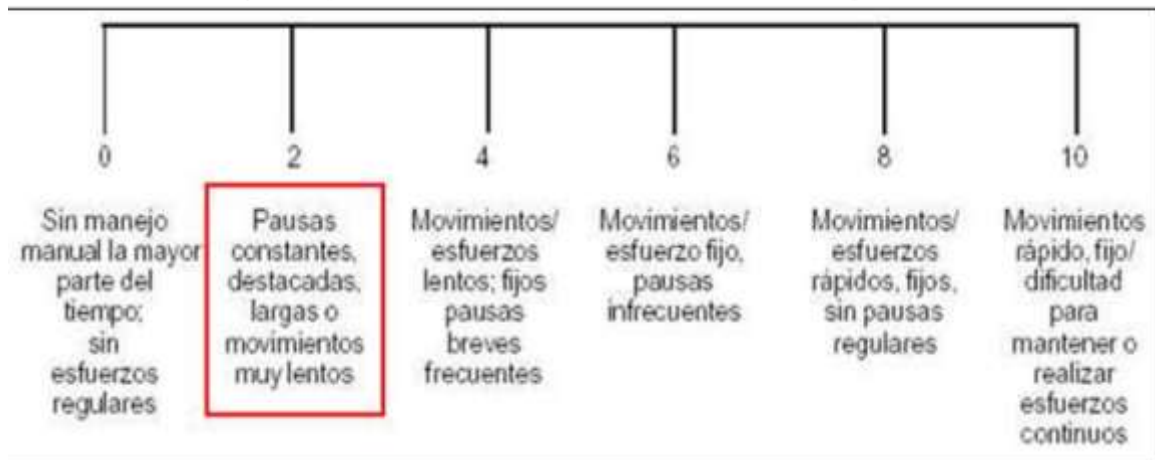 0
2
4
6
8
10
Sin manejo
manual la mayor
parte del
tiempo;
sin
esfuerzos
regulares
Pausas
constantes,
destacadas,
largas o
movimientos
muy lentos
Movimientos/
esfuerzos
lentos; fijos
pausas
breves
frecuentes
Movimientos/
esfuerzo fijo,
pausas
infrecuentes
Movimientos/
esfuerzos
rápidos, fijos,
sin pausas
regulares
Movimientos
rápido, fijo/
dificultad
para
mantener o
realizar
esfuerzos
continuos